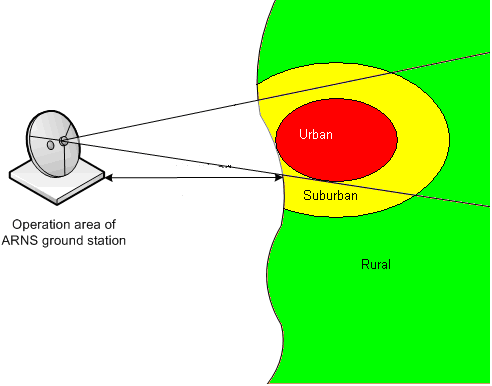 Urban
Suburban
Operation area of
ARNS ground station
Rural